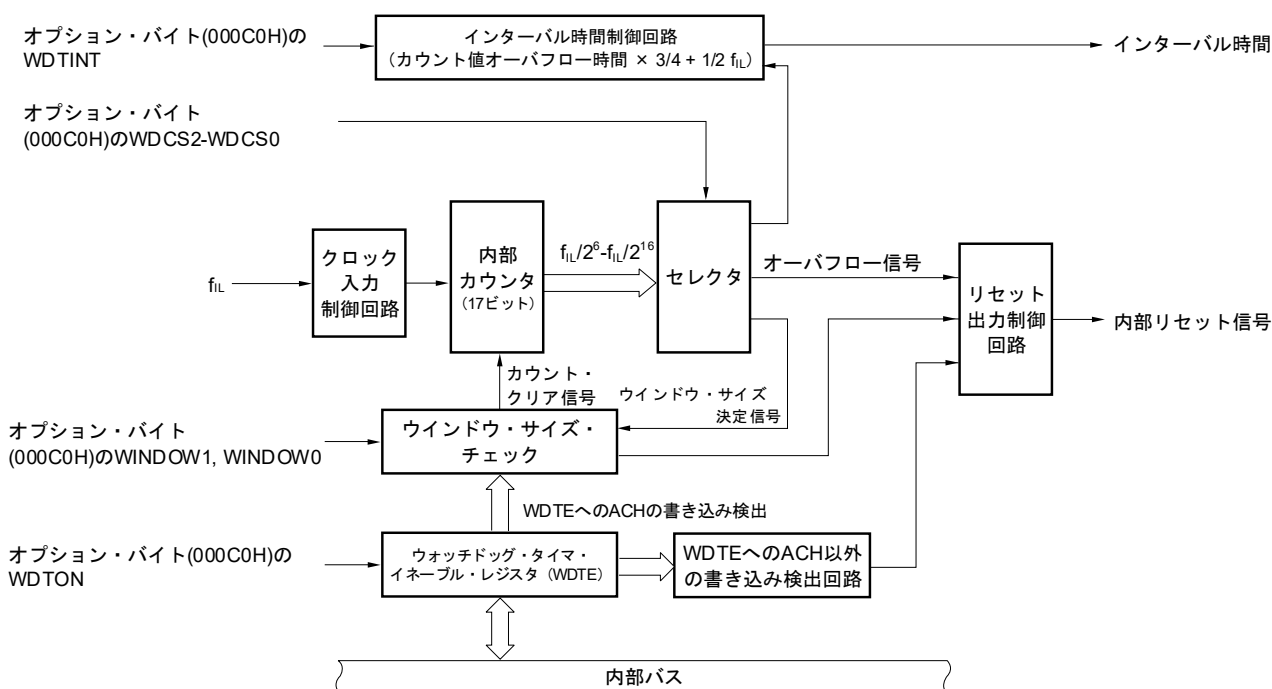 オプション・バイト(000C0H)の
WDTINT
インターバル時間制御回路
(カウント値オーバフロー時間 × 3/4 + 1/2 fIL)
インターバル時間
オプション・バイト
(000C0H)のWDCS2-WDCS0
fIL
クロック
入力
制御回路
内部
カウンタ
(17ビット)
fIL/2^6-fIL/2^16
セレクタ
オーバフロー信号
リセット
出力制御
回路
内部リセット信号
カウント・
クリア信号
ウインドウ・サイズ
決定信号
オプション・バイト
(000C0H)のWINDOW1, WINDOW0
ウインドウ・サイズ・
チェック
WDTEへのACHの書き込み検出
オプション・バイト(000C0H)の
WDTON
ウォッチドッグ・タイマ・
イネーブル・レジスタ (WDTE)
WDTEへのACH以外
の書き込み検出回路
内部バス